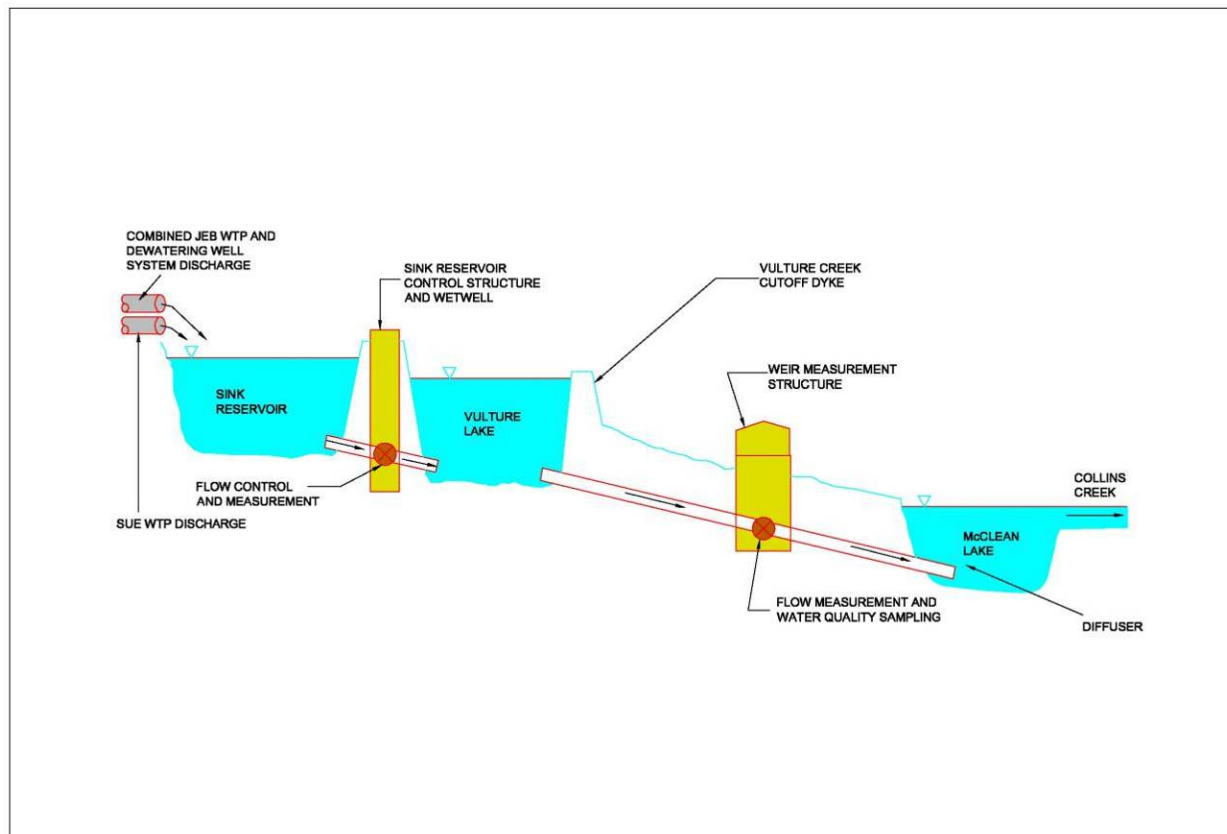 COMBINED JEB WTP AND
DEWATERING WELL
SYSTEM DISCHARGE
SINK RESERVOIR
CONTROL STRUCTURE
AND WETWELL
VULTURE CREEK
CUTOFF DYKE
WEIR MEASUREMENT
STRUCTURE
SINK
RESERVOIR
VULTURE
LAKE
FLOW CONTROL
AND MEASUREMENT
SUE WTP DISCHARGE
COLLINS
CREEK
McCLEAN
LAKE
FLOW MEASUREMENT AND
WATER QUALITY SAMPLING
DIFFUSER